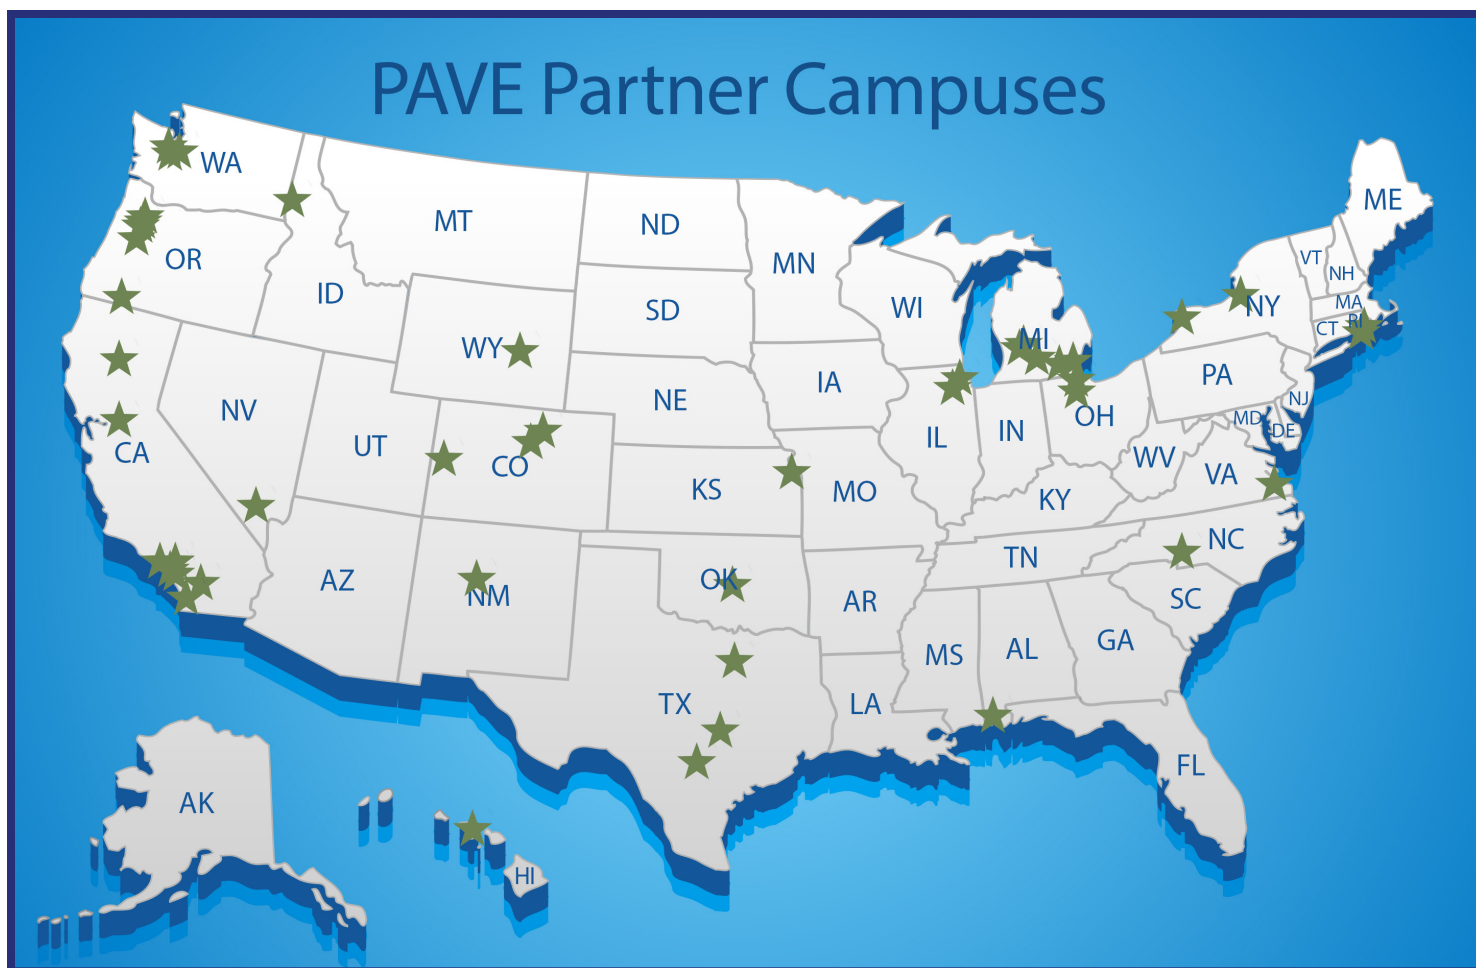 PAVE Partner Campuses
WA
MT
ND
MN
ME
OR
ID
SD
WI
MI
VT
NH
NY
MA
CT
RI
WY
NE
IA
PA
NJ
NV
UT
CO
IL
IN
OH
MD
DE
CA
KS
MO
KY
WV
VA
AZ
NM
OK
AR
TN
NC
SC
TX
LA
MS
AL
GA
FL
AK
HI